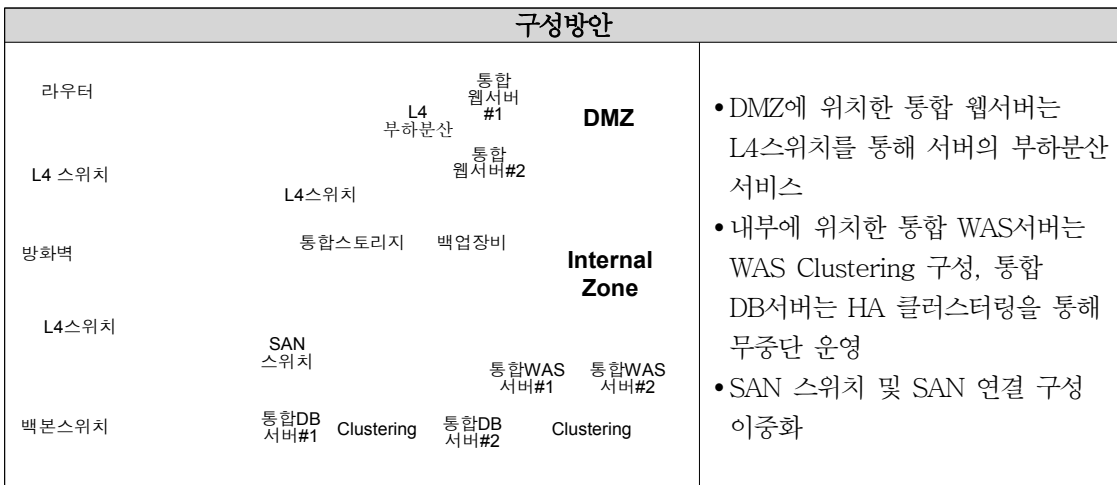 구성방안
라우터
통합
웹서버
#1
L4
부하분산
DMZ
통합
웹서버#2
L4 스위치
L4스위치
방화벽
통합스토리지
백업장비
Internal
Zone
L4스위치
SAN
스위치
통합WAS
서버#1
통합WAS
서버#2
백본스위치
통합DB
서버#1
Clustering
통합DB
서버#2
Clustering
•DMZ에 위치한 통합 웹서버는
L4스위치를 통해 서버의 부하분산
서비스
•내부에 위치한 통합 WAS서버는
WAS Clustering 구성, 통합
DB서버는 HA 클러스터링을 통해
무중단 운영
•SAN 스위치 및 SAN 연결 구성
이중화